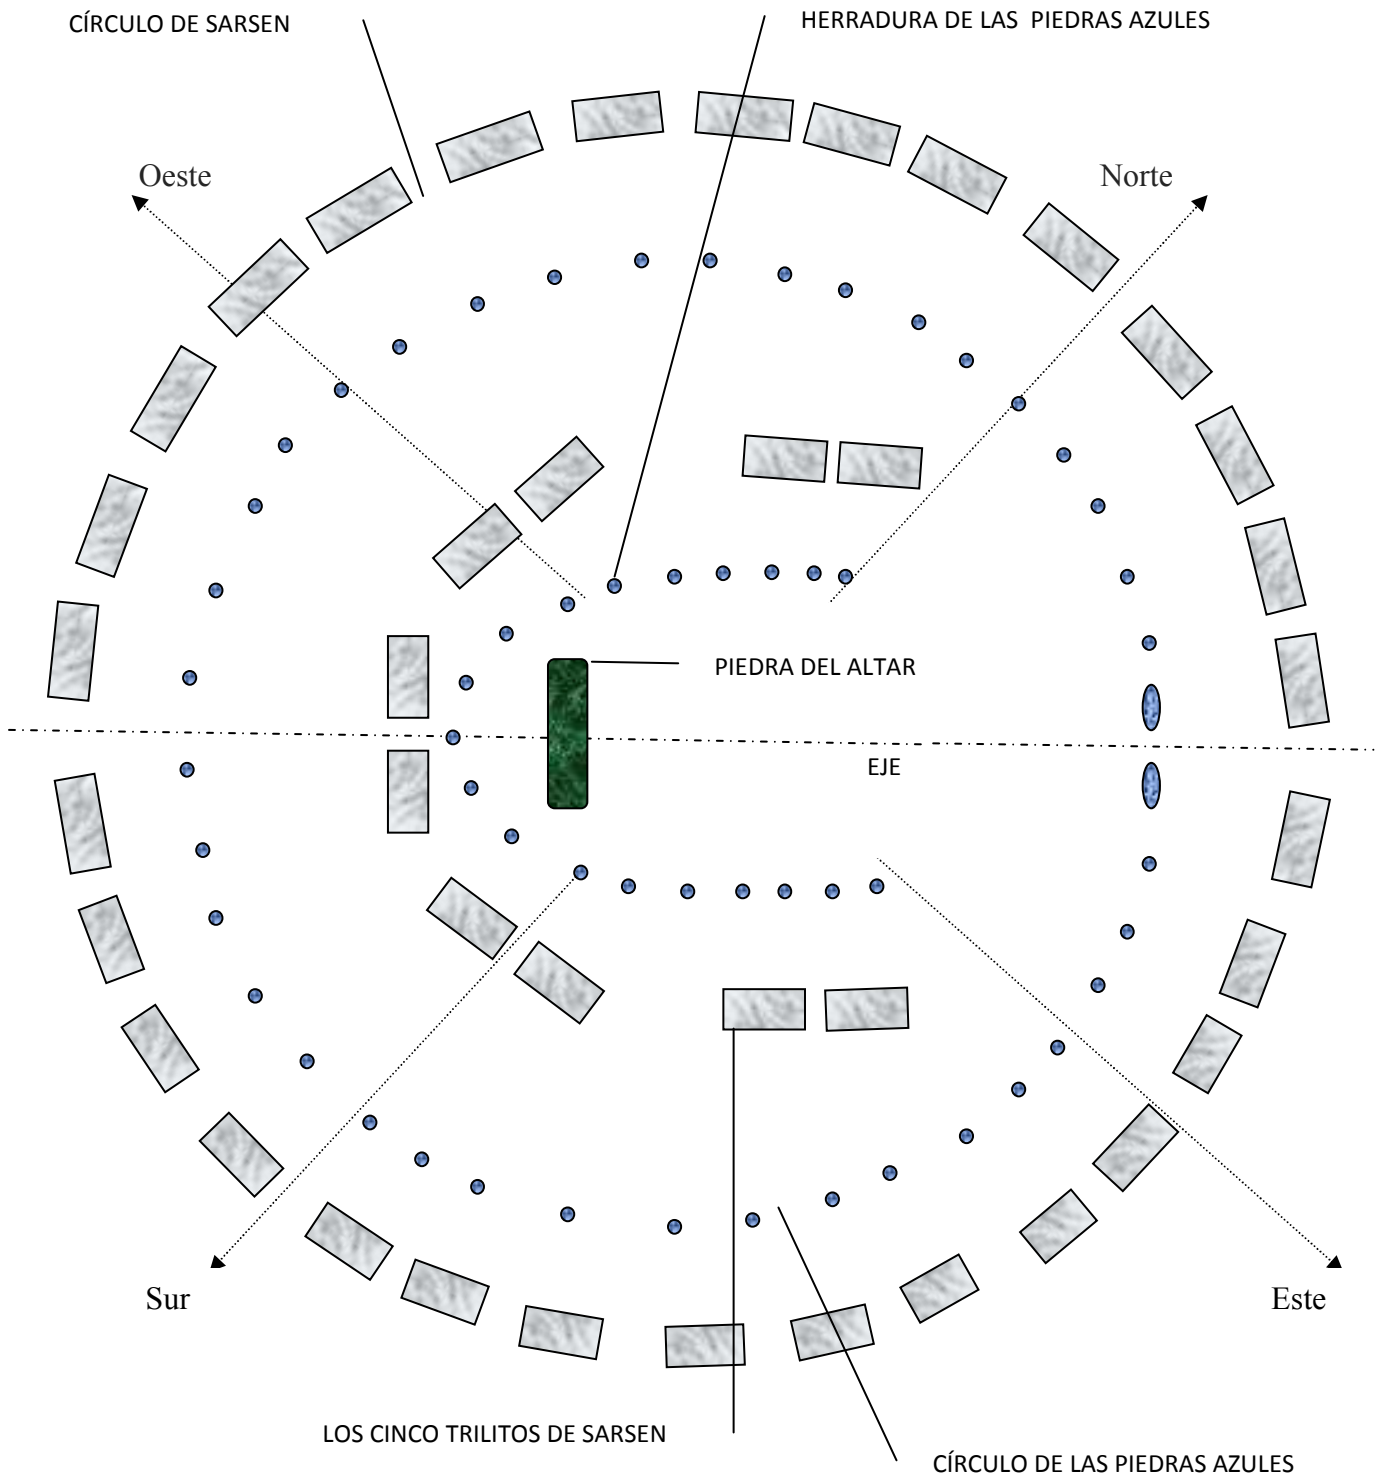 CÍRCULO DE SARSEN
HERRADURA DE LAS PIEDRAS AZULES
Oeste
Norte
PIEDRA DEL ALTAR
EJE
Sur
Este
LOS CINCO TRILITOS DE SARSEN
CÍRCULO DE LAS PIEDRAS AZULES